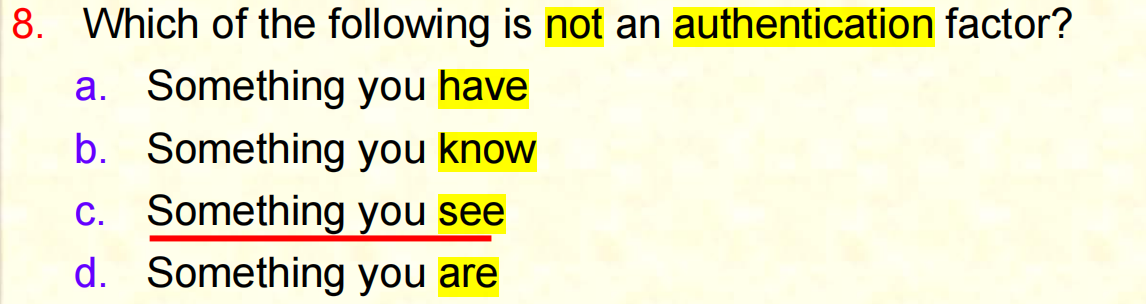 8. Which of the following is not an authentication factor?
a. Something you have
b. Something you know
c. Something you see
d. Something you are